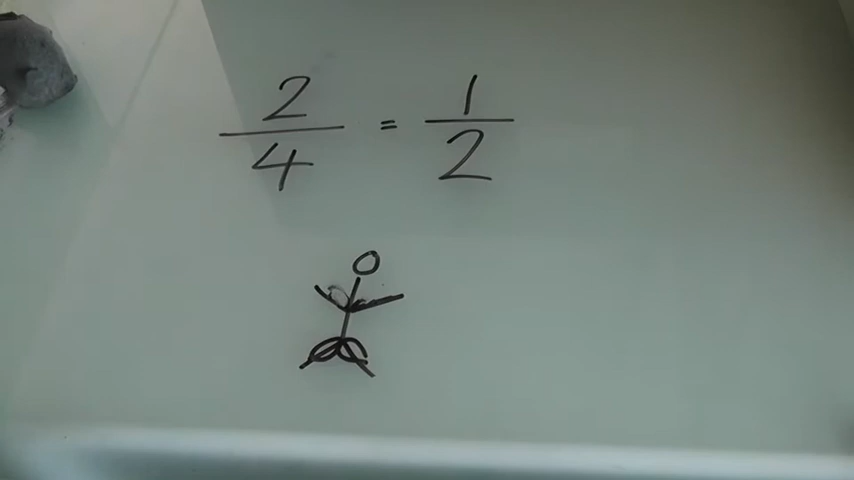 2/4 = 1/2